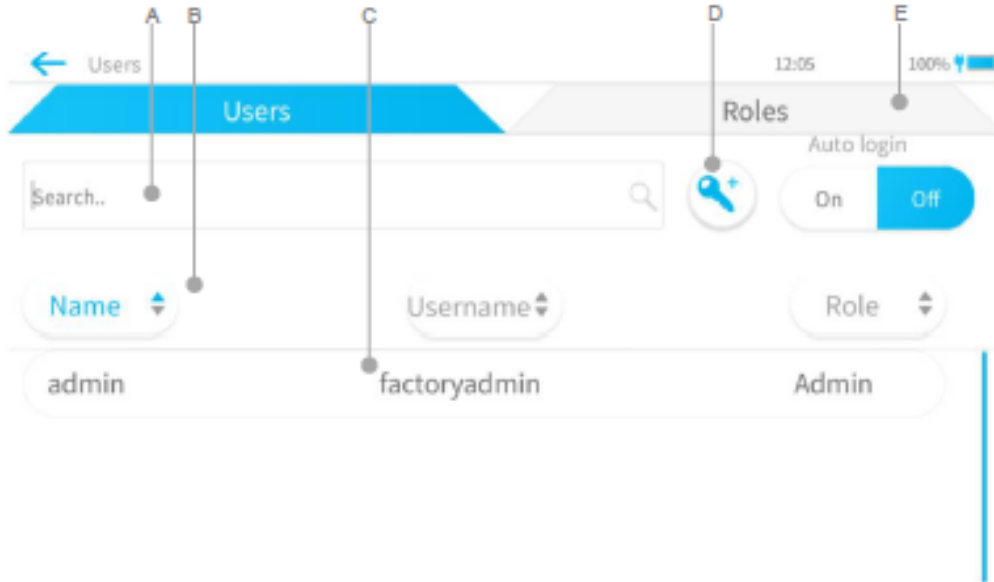 A B C D E
Users 12:05 100%
Users Roles
Auto login
Search.. On Off
Name Username Role
admin factoryadmin Admin